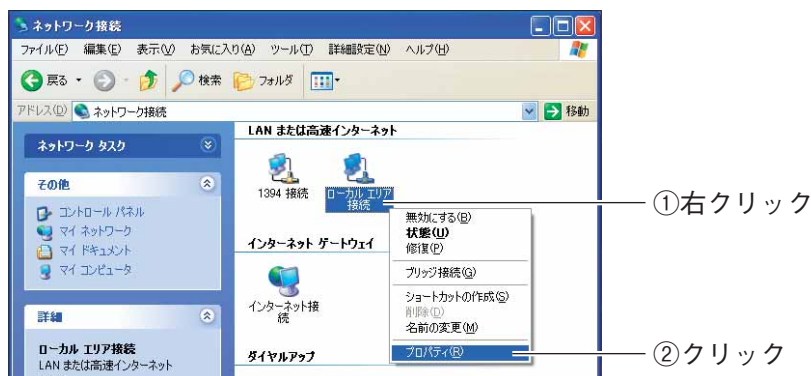 ネットワーク接続
ファイル(F) 編集(E) 表示(V) お気に入り(A) ツール(T) 詳細設定(N) ヘルプ(H)
戻る 検索 フォルダ
アドレス(D) ネットワーク接続 移動
ネットワーク タスク
その他
コントロール パネル
マイ ネットワーク
マイ ドキュメント
マイ コンピュータ
詳細
ローカル エリア接続
LAN または高速インターネット
LAN または高速インターネット
1394 接続
ローカル エリア
接続
インターネット ゲートウェイ
インターネット接
続
ダイヤルアップ
無効にする(B)
状態(U)
修復(P)
ブリッジ接続(G)
ショートカットの作成(S)
削除(D)
名前の変更(M)
プロパティ(R)
①右クリック
②クリック